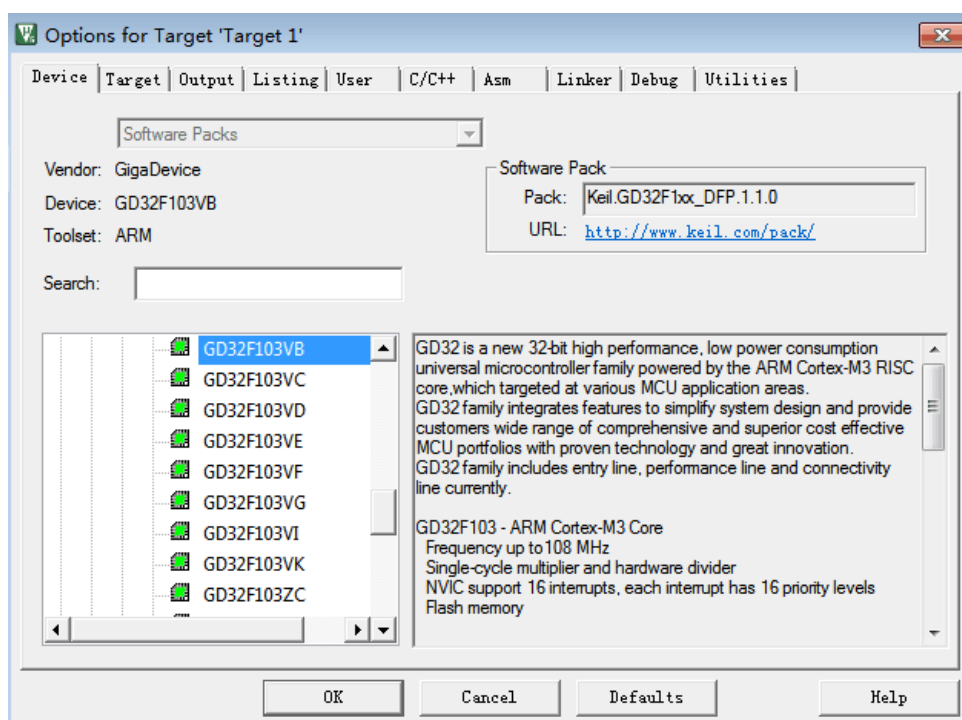 Options for Target 'Target 1'
Device Target Output Listing User C/C++ Asm Linker Debug Utilities
Software Packs
Vendor: GigaDevice
Device: GD32F103VB
Toolset: ARM
Software Pack
Pack: Keil.GD32F1xx_DFP.1.1.0
URL: http://www.keil.com/pack/
Search:
GD32F103VB
GD32F103VC
GD32F103VD
GD32F103VE
GD32F103VF
GD32F103VG
GD32F103VI
GD32F103VK
GD32F103ZC
GD32 is a new 32-bit high performance, low power consumption
universal microcontroller family powered by the ARM Cortex-M3 RISC
core,which targeted at various MCU application areas.
GD32 family integrates features to simplify system design and provide
customers wide range of comprehensive and superior cost effective
MCU portfolios with proven technology and great innovation.
GD32 family includes entry line, performance line and connectivity
line currently.
GD32F103 - ARM Cortex-M3 Core
Frequency up to108 MHz
Single-cycle multiplier and hardware divider
NVIC support 16 interrupts, each interrupt has 16 priority levels
Flash memory
OK Cancel Defaults Help